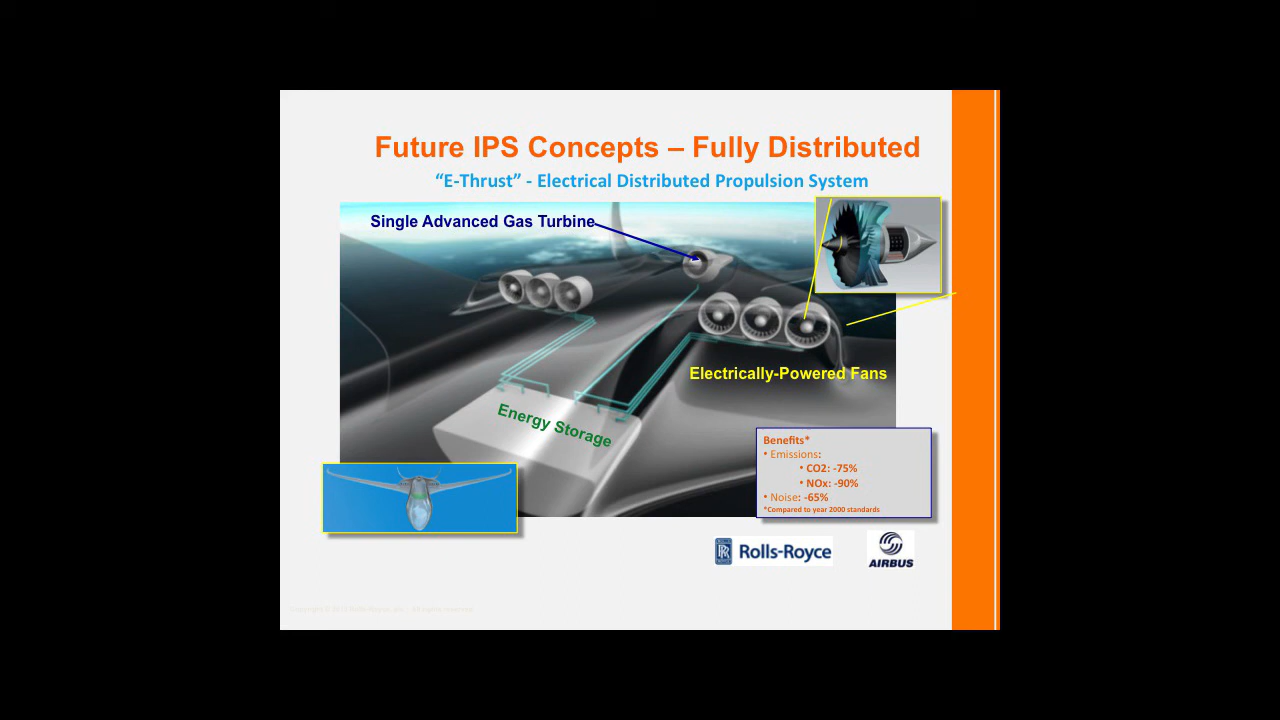 Future IPS Concepts – Fully Distributed
“E-Thrust” - Electrical Distributed Propulsion System
Single Advanced Gas Turbine
Electrically-Powered Fans
Energy Storage
Benefits*
• Emissions:
• CO2: -75%
• NOx: -90%
• Noise: -65%
*Compared to year 2000 standards
RR Rolls-Royce
AIRBUS